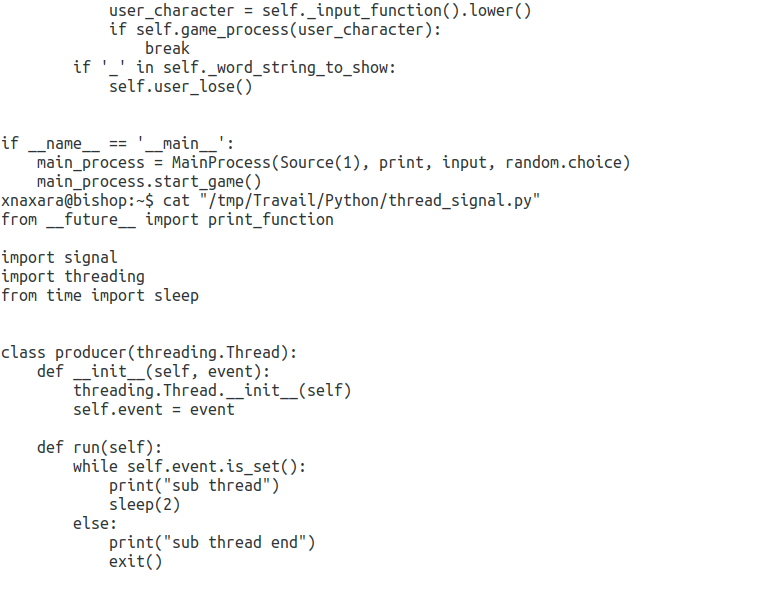 user_character = self._input_function().lower()
            if self.game_process(user_character):
                break
        if '_' in self._word_string_to_show:
            self.user_lose()


if __name__ == '__main__':
    main_process = MainProcess(Source(1), print, input, random.choice)
    main_process.start_game()
xnaxara@bishop:~$ cat "/tmp/Travail/Python/thread_signal.py"
from __future__ import print_function

import signal
import threading
from time import sleep


class producer(threading.Thread):
    def __init__(self, event):
        threading.Thread.__init__(self)
        self.event = event

    def run(self):
        while self.event.is_set():
            print("sub thread")
            sleep(2)
        else:
            print("sub thread end")
            exit()